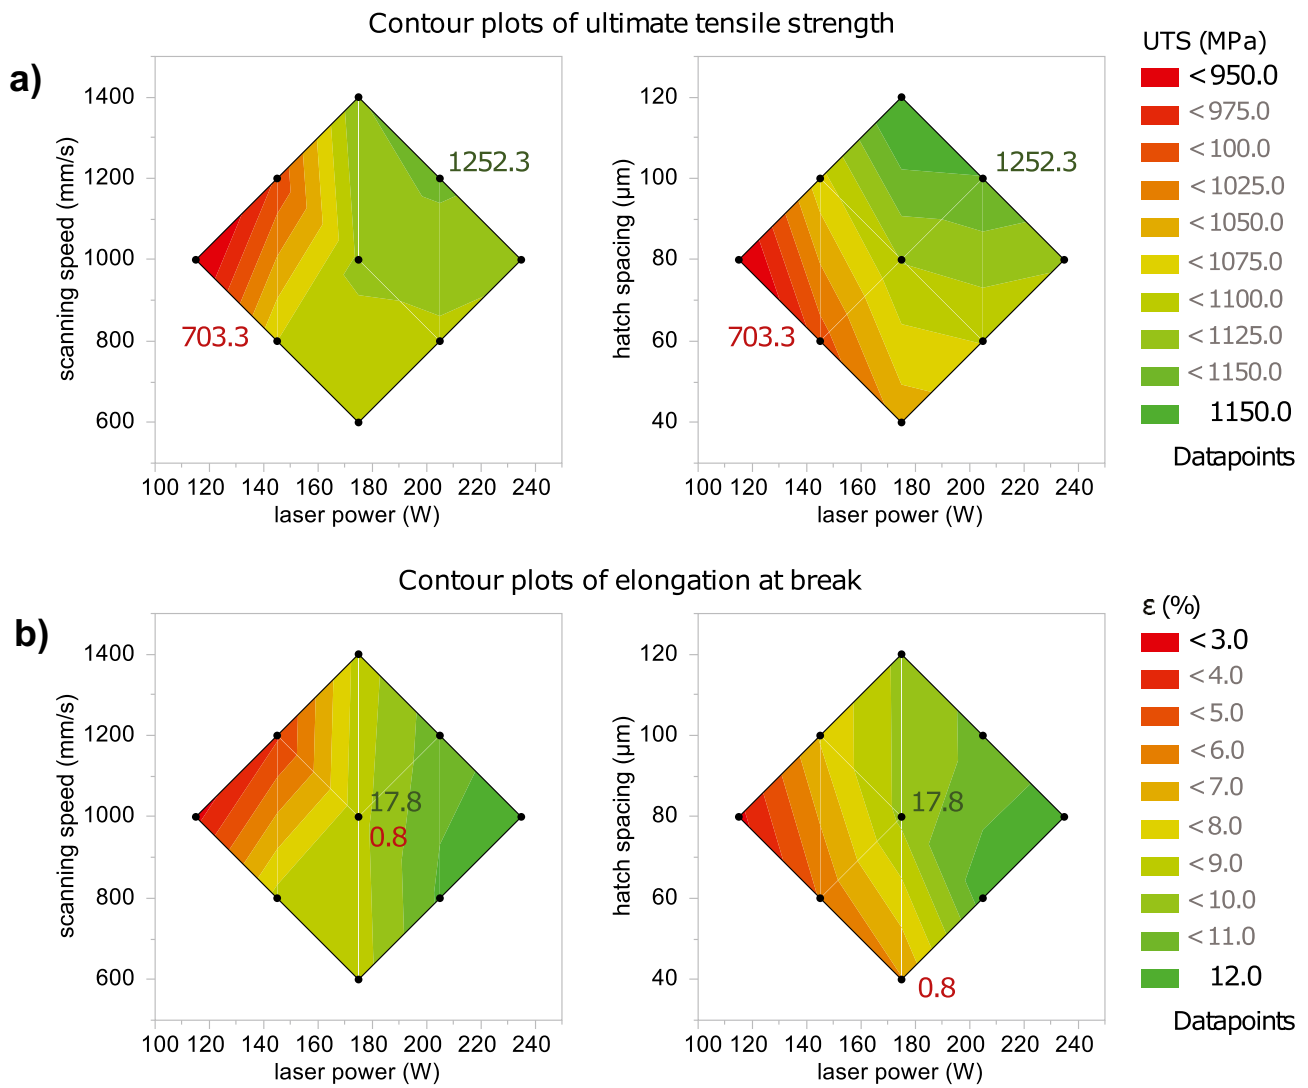 Contour plots of ultimate tensile strength
a)
scanning speed (mm/s)
1400
1200
1000
800
600
1252.3
703.3
100 120 140 160 180 200 220 240
laser power (W)
hatch spacing (µm)
120
100
80
60
40
1252.3
703.3
100 120 140 160 180 200 220 240
laser power (W)
UTS (MPa)
<950.0
<975.0
<100.0
<1025.0
<1050.0
<1075.0
<1100.0
<1125.0
<1150.0
1150.0
Datapoints
Contour plots of elongation at break
b)
scanning speed (mm/s)
1400
1200
1000
800
600
17.8
0.8
100 120 140 160 180 200 220 240
laser power (W)
hatch spacing (µm)
120
100
80
60
40
17.8
0.8
100 120 140 160 180 200 220 240
laser power (W)
ε (%)
<3.0
<4.0
<5.0
<6.0
<7.0
<8.0
<9.0
<10.0
<11.0
12.0
Datapoints